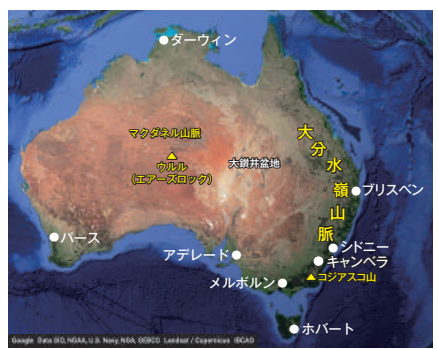 ダーウィン
マクダネル山脈
ウルル
(エアーズロック)
大鑽井盆地
大分水嶺山脈
ブリスベン
パース
アデレード
シドニー
キャンベラ
コジアスコ山
メルボルン
ホバート
Google Data SIO, NOAA, U.S. Navy, NGA, GEBCO Landsat / Copernicus IBCAO